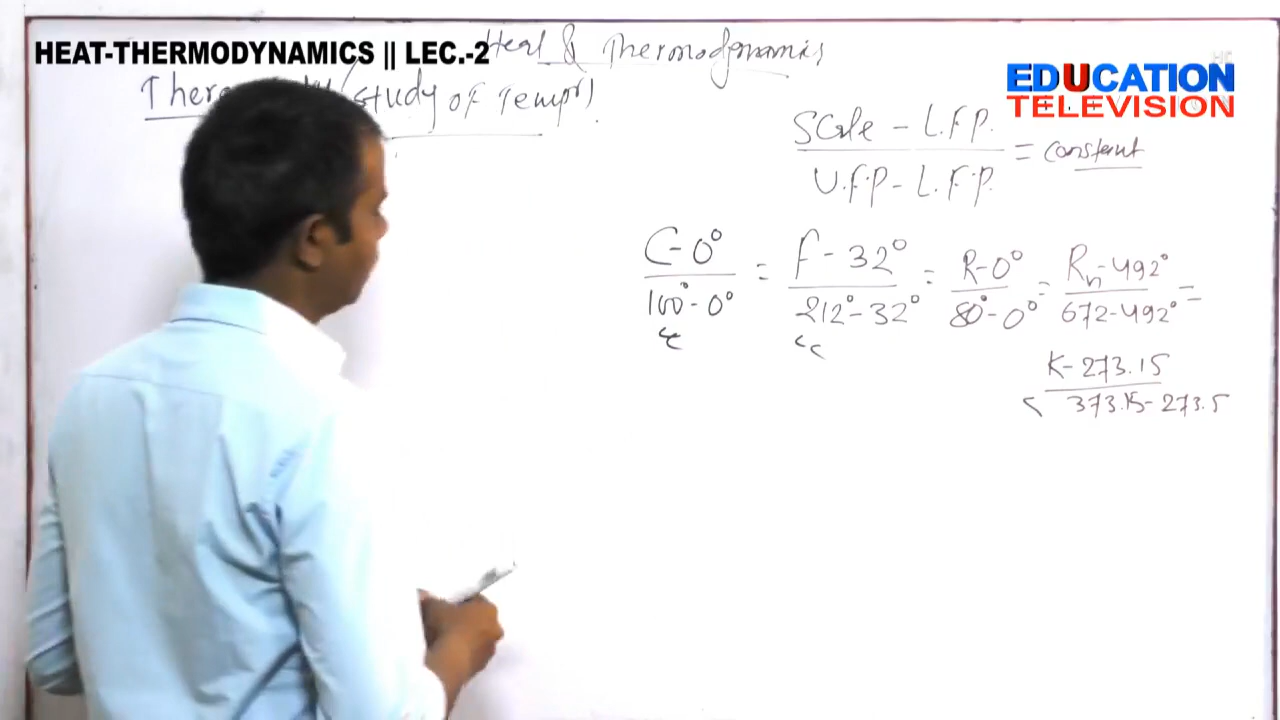 HEAT-THERMODYNAMICS || LEC.-2
Heat & Thermodynamics
EDUCATION
TELEVISION
(study of Tempr)
Scale - L.F.P. / U.F.P - L.F.P. = constant
C-0° / 100°-0° = F-32° / 212°-32° = R-0° / 80°-0° = Rn-492° / 672-492° =
K-273.15 / 373.15-273.5